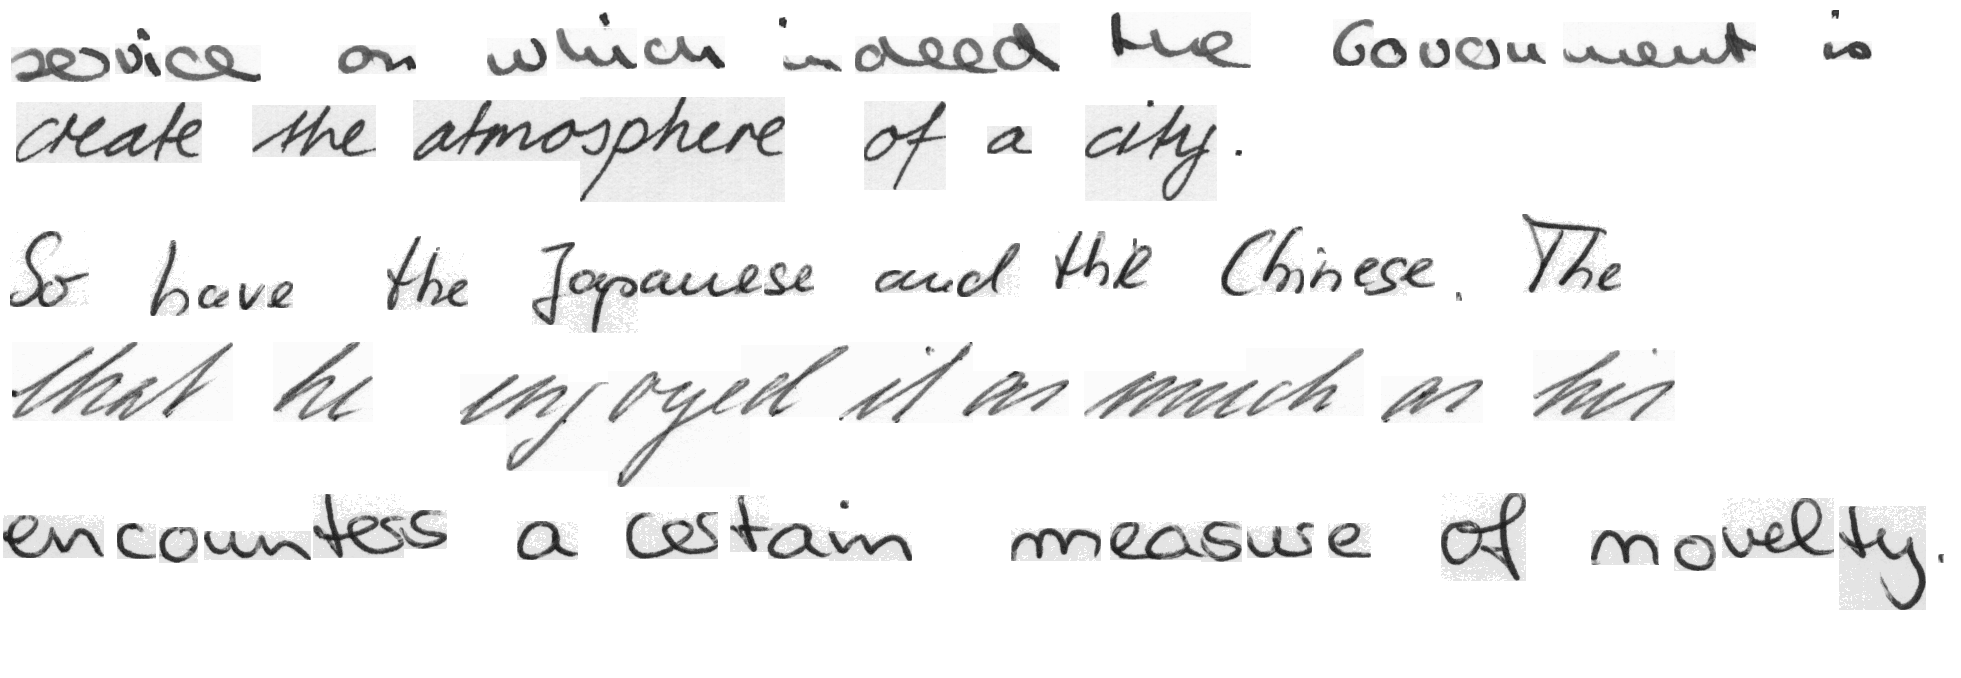 service on which indeed the Government is
create the atmosphere of a city.
So have the Japanese and the Chinese. The
that he enjoyed it as much as his
encounters a certain measure of novelty.